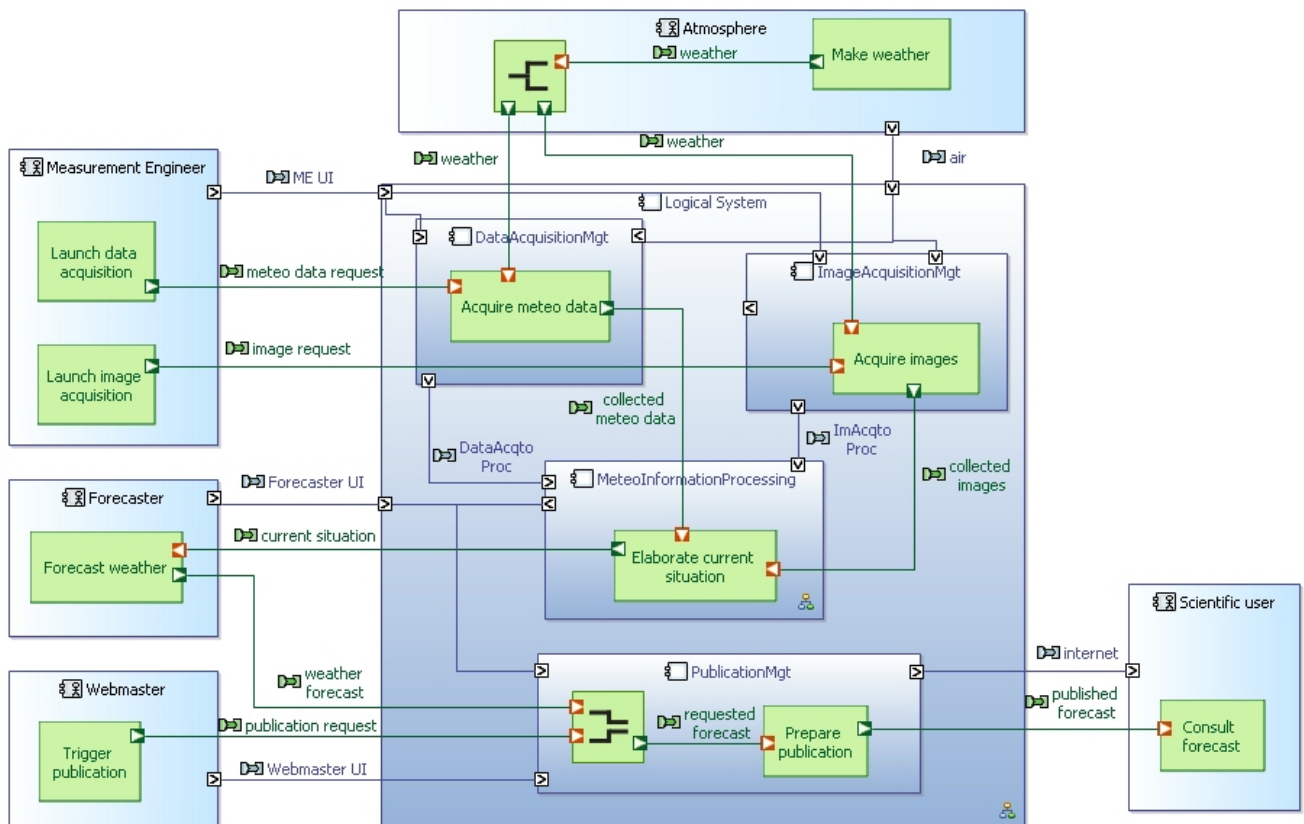 Atmosphere
weather
Make weather
weather
weather
air
Measurement Engineer
ME UI
Logical System
Launch data
acquisition
meteo data request
DataAcquisitionMgt
Acquire meteo data
ImageAcquisitionMgt
image request
Launch image
acquisition
Acquire images
collected
meteo data
DataAcqto
Proc
ImAcqto
Proc
collected
images
Forecaster
Forecaster UI
MeteoInformationProcessing
current situation
Forecast weather
Elaborate current
situation
Scientific user
weather
forecast
PublicationMgt
internet
Webmaster
publication request
requested
forecast
published
forecast
Trigger
publication
Prepare
publication
Consult
forecast
Webmaster UI